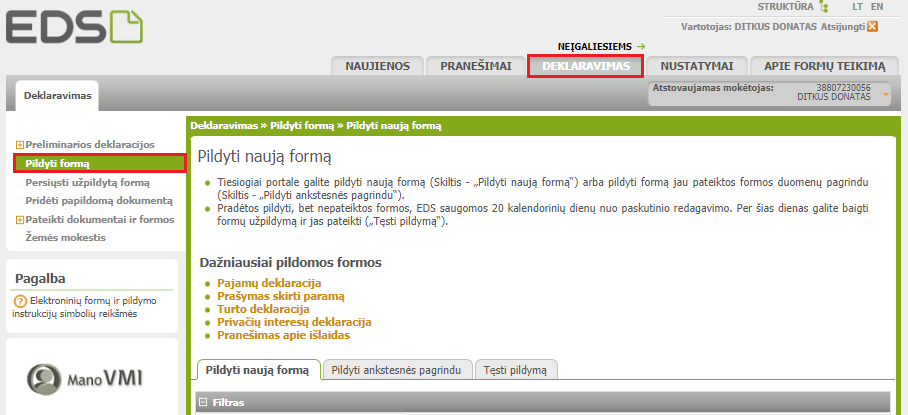 STRUKTŪRA LT EN
EDS
Vartotojas: DITKUS DONATAS Atsijungti
NEĮGALIESIEMS
NAUJIENOS PRANEŠIMAI DEKLARAVIMAS NUSTATYMAI APIE FORMŲ TEIKIMĄ
Deklaravimas
Atstovaujamas mokėtojas: 38807230056
DITKUS DONATAS
Preliminarios deklaracijos
Pildyti formą
Persiųsti užpildytą formą
Pridėti papildomą dokumentą
Pateikti dokumentai ir formos
Žemės mokestis
Pagalba
Elektroninių formų ir pildymo
instrukcijų simbolių reikšmės
Mano VMI
Deklaravimas » Pildyti formą » Pildyti naują formą
Pildyti naują formą
Tiesiogiai portale galite pildyti naują formą (Skiltis - „Pildyti naują formą") arba pildyti formą jau pateiktos formos duomenų pagrindu
(Skiltis - „Pildyti ankstesnės pagrindu").
Pradėtos pildyti, bet nepateiktos formos, EDS saugomos 20 kalendorinių dienų nuo paskutinio redagavimo. Per šias dienas galite baigti
formų užpildymą ir jas pateikti („Tęsti pildymą").
Dažniausiai pildomos formos
Pajamų deklaracija
Prašymas skirti paramą
Turto deklaracija
Privačių interesų deklaracija
Pranešimas apie išlaidas
Pildyti naują formą Pildyti ankstesnės pagrindu Tęsti pildymą
Filtras